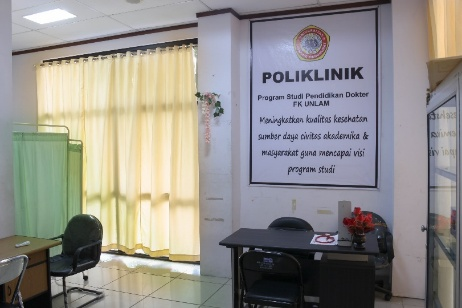 POLIKLINIK
Program Studi Pendidikan Dokter
FK UNLAM
Meningkatkan kualitas kesehatan
sumber daya civitas akademika &
masyarakat guna mencapai visi
program studi